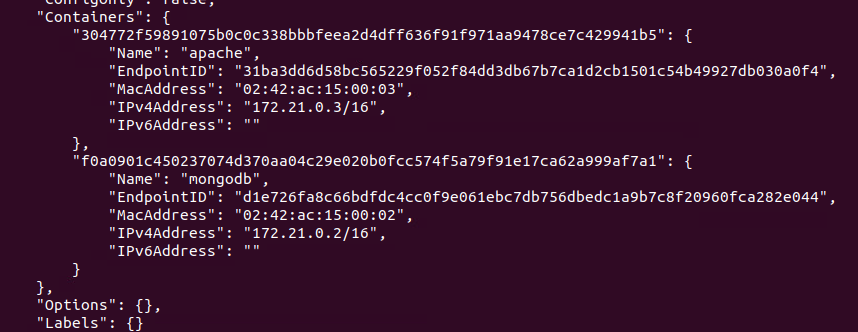 "Containers": {
"304772f59891075b0c0c338bbbfeea2d4dff636f91f971aa9478ce7c429941b5": {
"Name": "apache",
"EndpointID": "31ba3dd6d58bc565229f052f84dd3db67b7ca1d2cb1501c54b49927db030a0f4",
"MacAddress": "02:42:ac:15:00:03",
"IPv4Address": "172.21.0.3/16",
"IPv6Address": ""
},
"f0a0901c450237074d370aa04c29e020b0fcc574f5a79f91e17ca62a999af7a1": {
"Name": "mongodb",
"EndpointID": "d1e726fa8c66bdfdc4cc0f9e061ebc7db756dbedc1a9b7c8f20960fca282e044",
"MacAddress": "02:42:ac:15:00:02",
"IPv4Address": "172.21.0.2/16",
"IPv6Address": ""
}
},
"Options": {},
"Labels": {}